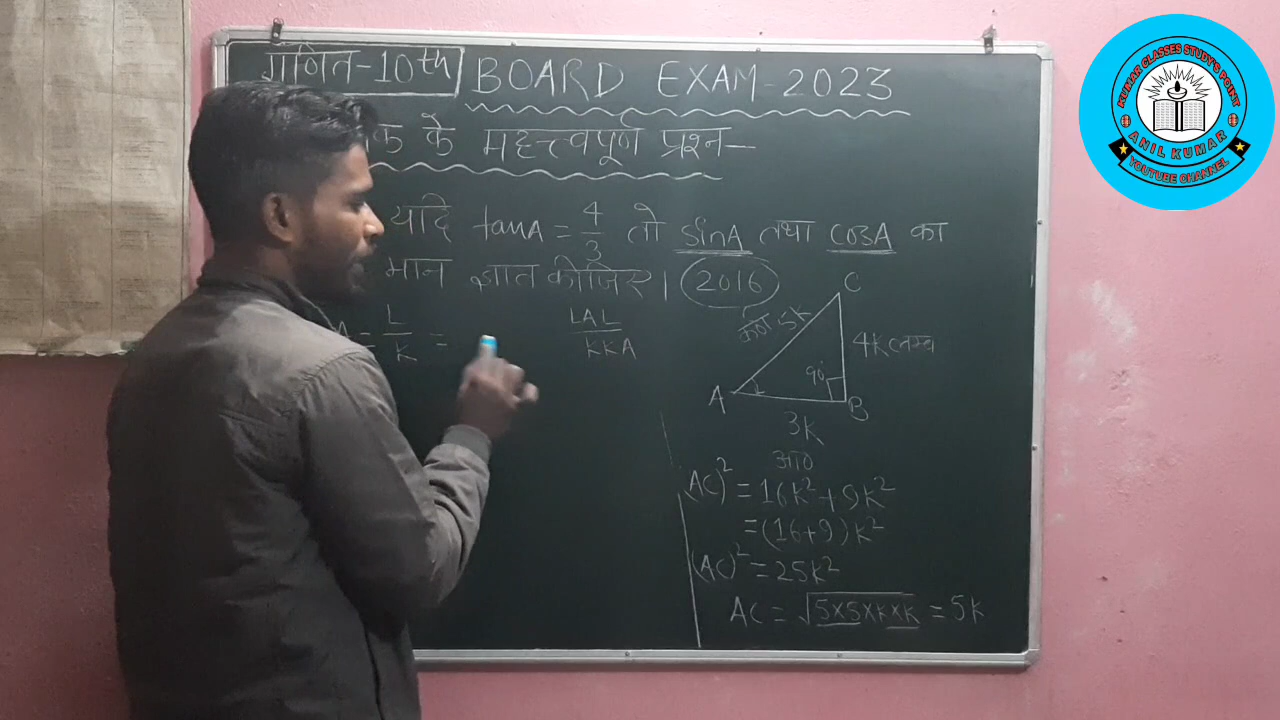 गणित-10th BOARD EXAM-2023
क के महत्त्वपूर्ण प्रश्न-
यदि tanA = 4/3 तो sinA तथा cosA का
मान ज्ञात कीजिए। 2016
A = L/K =
LAL
KKA
C
कर्ण 5K
4K लम्ब
90°
A
B
3K
आ०
(AC)² = 16K² + 9K²
= (16+9)K²
(AC)² = 25K²
AC = √5×5×K×K = 5K
KUMAR CLASSES STUDY'S POINT
ANIL KUMAR
YOUTUBE CHANNEL